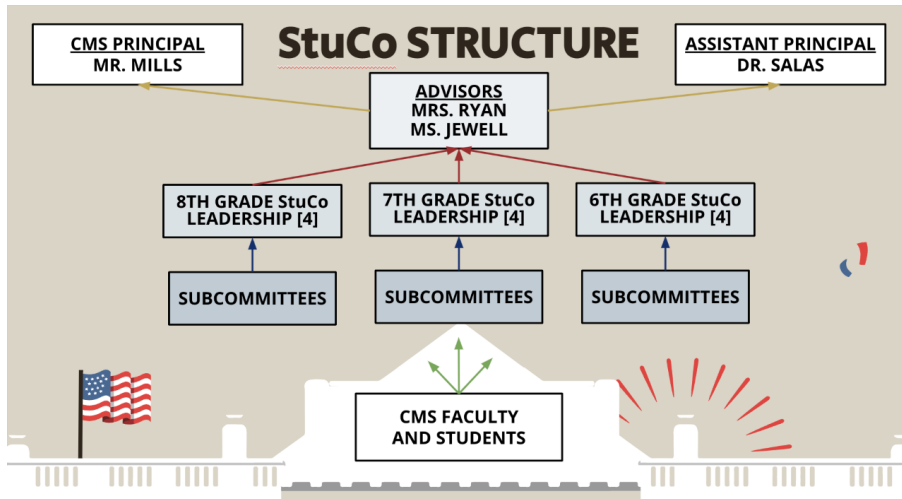 StuCo STRUCTURE
CMS PRINCIPAL
MR. MILLS
ASSISTANT PRINCIPAL
DR. SALAS
ADVISORS
MRS. RYAN
MS. JEWELL
8TH GRADE StuCo
LEADERSHIP [4]
7TH GRADE StuCo
LEADERSHIP [4]
6TH GRADE StuCo
LEADERSHIP [4]
SUBCOMMITTEES
SUBCOMMITTEES
SUBCOMMITTEES
CMS FACULTY
AND STUDENTS